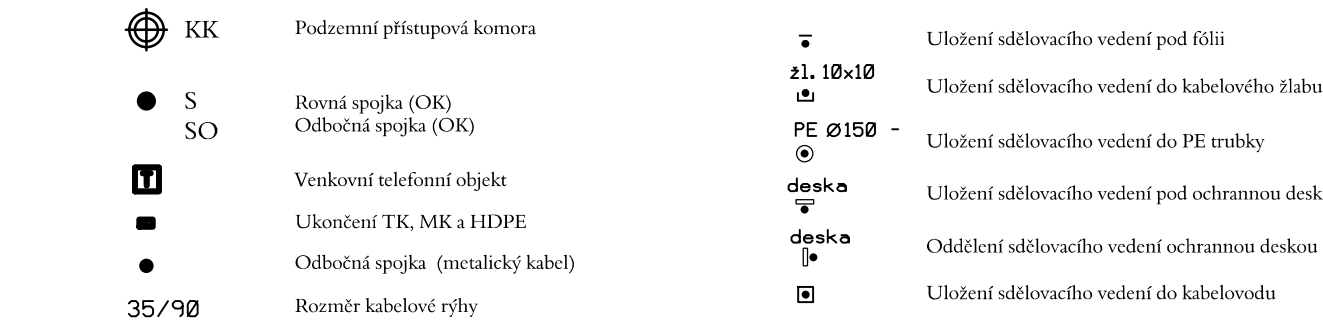 KK Podzemní přístupová komora
S Rovná spojka (OK)
SO Odbočná spojka (OK)
Venkovní telefonní objekt
Ukončení TK, MK a HDPE
Odbočná spojka (metalický kabel)
35/90 Rozměr kabelové rýhy
Uložení sdělovacího vedení pod fólii
žl. 10x10 Uložení sdělovacího vedení do kabelového žlabu
PE Ø150 - Uložení sdělovacího vedení do PE trubky
deska Uložení sdělovacího vedení pod ochrannou desk
deska Oddělení sdělovacího vedení ochrannou deskou
Uložení sdělovacího vedení do kabelovodu